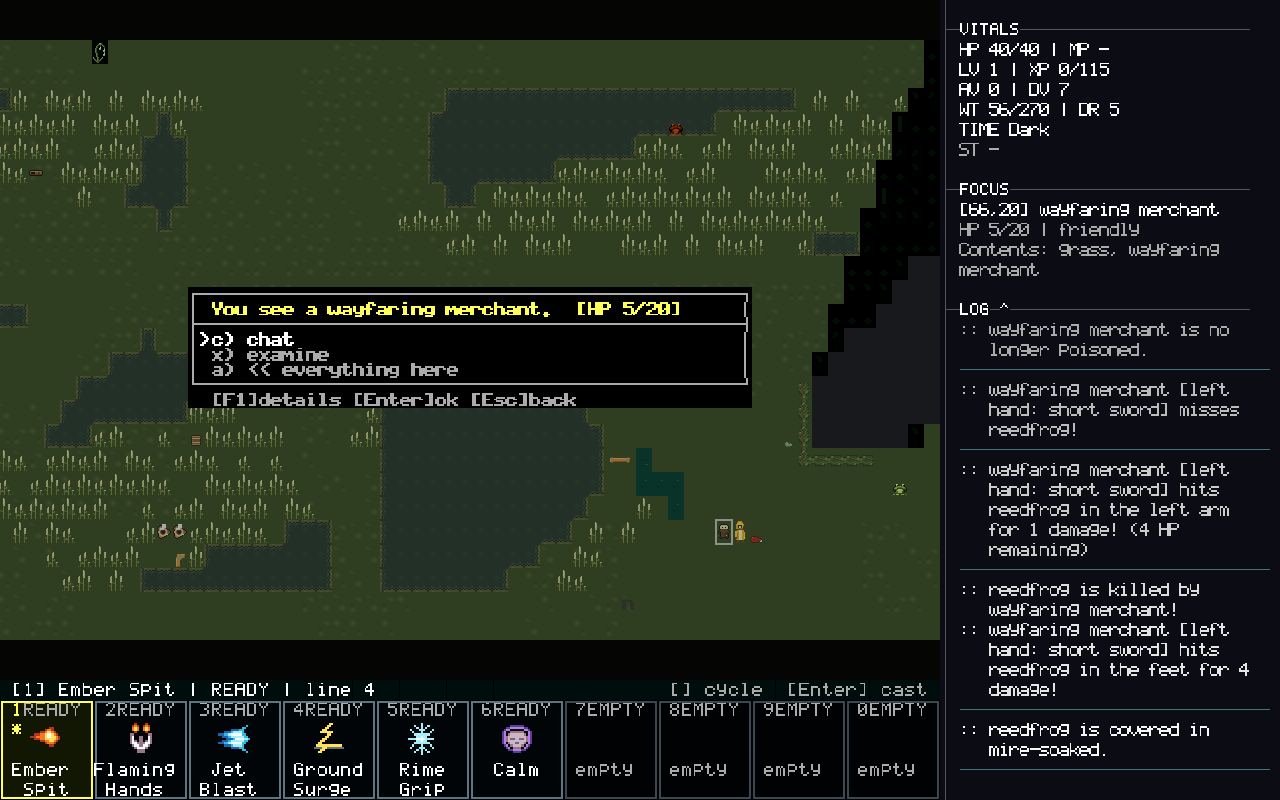 VITALS
HP 40/40 | MP -
LV 1 | XP 0/115
AV 0 | DV 7
WT 56/270 | DR 5
TIME Dark
ST -
FOCUS
[66,20] wayfaring merchant
HP 5/20 | friendly
Contents: grass, wayfaring
merchant
LOG ^
:: wayfaring merchant is no
longer Poisoned.
:: wayfaring merchant [left
hand: short sword] misses
reedfrog!
:: wayfaring merchant [left
hand: short sword] hits
reedfrog in the left arm
for 1 damage! (4 HP
remaining)
:: reedfrog is killed by
wayfaring merchant!
:: wayfaring merchant [left
hand: short sword] hits
reedfrog in the feet for 4
damage!
:: reedfrog is covered in
mire-soaked.
You see a wayfaring merchant. [HP 5/20]
>c) chat
x) examine
a) << everything here
[F1]details [Enter]ok [Esc]back
[1] Ember Spit | READY | line 4
[] cycle [Enter] cast
1READY
* Ember
Spit
2READY
Flaming
Hands
3READY
Jet
Blast
4READY
Ground
Surge
5READY
Rime
Grip
6READY
Calm
7EMPTY
empty
8EMPTY
empty
9EMPTY
empty
0EMPTY
empty